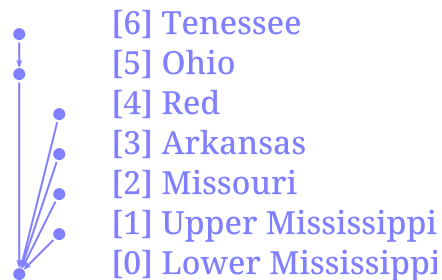 [6] Tenessee
[5] Ohio
[4] Red
[3] Arkansas
[2] Missouri
[1] Upper Mississippi
[0] Lower Mississippi